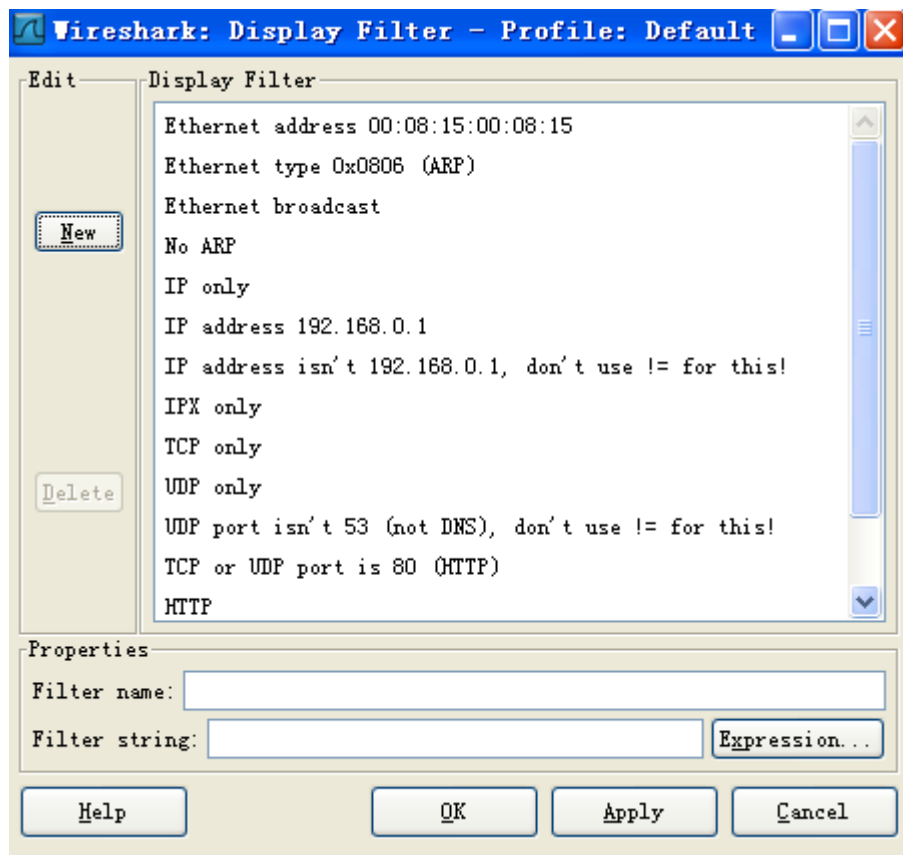 Wireshark: Display Filter - Profile: Default
Edit
Display Filter
New
Delete
Ethernet address 00:08:15:00:08:15
Ethernet type 0x0806 (ARP)
Ethernet broadcast
No ARP
IP only
IP address 192.168.0.1
IP address isn't 192.168.0.1, don't use != for this!
IPX only
TCP only
UDP only
UDP port isn't 53 (not DNS), don't use != for this!
TCP or UDP port is 80 (HTTP)
HTTP
Properties
Filter name:
Filter string:
Expression...
Help
OK
Apply
Cancel